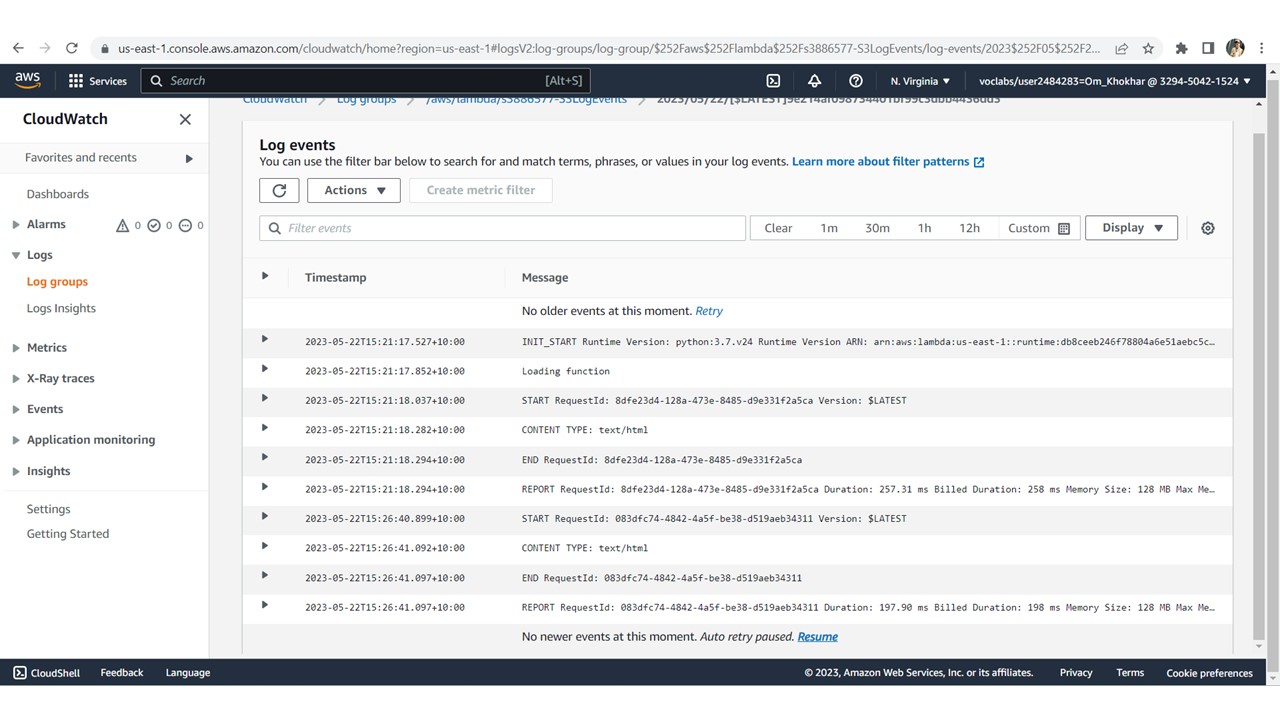 us-east-1.console.aws.amazon.com/cloudwatch/home?region=us-east-1#logsV2:log-groups/log-group/$252Faws$252Flambda$252Fs3886577-S3LogEvents/log-events/2023$252F05$252F2...
aws Services Search [Alt+S] N. Virginia voclabs/user2484283=Om_Khokhar @ 3294-5042-1524
CloudWatch Log groups /aws/lambda/s3886577-S3LogEvents
CloudWatch
Favorites and recents
Dashboards
Alarms 0 0 0
Logs
Log groups
Logs Insights
Metrics
X-Ray traces
Events
Application monitoring
Insights
Settings
Getting Started
Log events
You can use the filter bar below to search for and match terms, phrases, or values in your log events. Learn more about filter patterns
Actions Create metric filter
Filter events Clear 1m 30m 1h 12h Custom Display
Timestamp Message
No older events at this moment. Retry
2023-05-22T15:21:17.527+10:00 INIT_START Runtime Version: python:3.7.v24 Runtime Version ARN: arn:aws:lambda:us-east-1::runtime:db8ceeb246f78804a6e51aebc5c...
2023-05-22T15:21:17.852+10:00 Loading function
2023-05-22T15:21:18.037+10:00 START RequestId: 8dfe23d4-128a-473e-8485-d9e331f2a5ca Version: $LATEST
2023-05-22T15:21:18.282+10:00 CONTENT TYPE: text/html
2023-05-22T15:21:18.294+10:00 END RequestId: 8dfe23d4-128a-473e-8485-d9e331f2a5ca
2023-05-22T15:21:18.294+10:00 REPORT RequestId: 8dfe23d4-128a-473e-8485-d9e331f2a5ca Duration: 257.31 ms Billed Duration: 258 ms Memory Size: 128 MB Max Me...
2023-05-22T15:26:40.899+10:00 START RequestId: 083dfc74-4842-4a5f-be38-d519aeb34311 Version: $LATEST
2023-05-22T15:26:41.092+10:00 CONTENT TYPE: text/html
2023-05-22T15:26:41.097+10:00 END RequestId: 083dfc74-4842-4a5f-be38-d519aeb34311
2023-05-22T15:26:41.097+10:00 REPORT RequestId: 083dfc74-4842-4a5f-be38-d519aeb34311 Duration: 197.90 ms Billed Duration: 198 ms Memory Size: 128 MB Max Me...
No newer events at this moment. Auto retry paused. Resume
CloudShell Feedback Language © 2023, Amazon Web Services, Inc. or its affiliates. Privacy Terms Cookie preferences